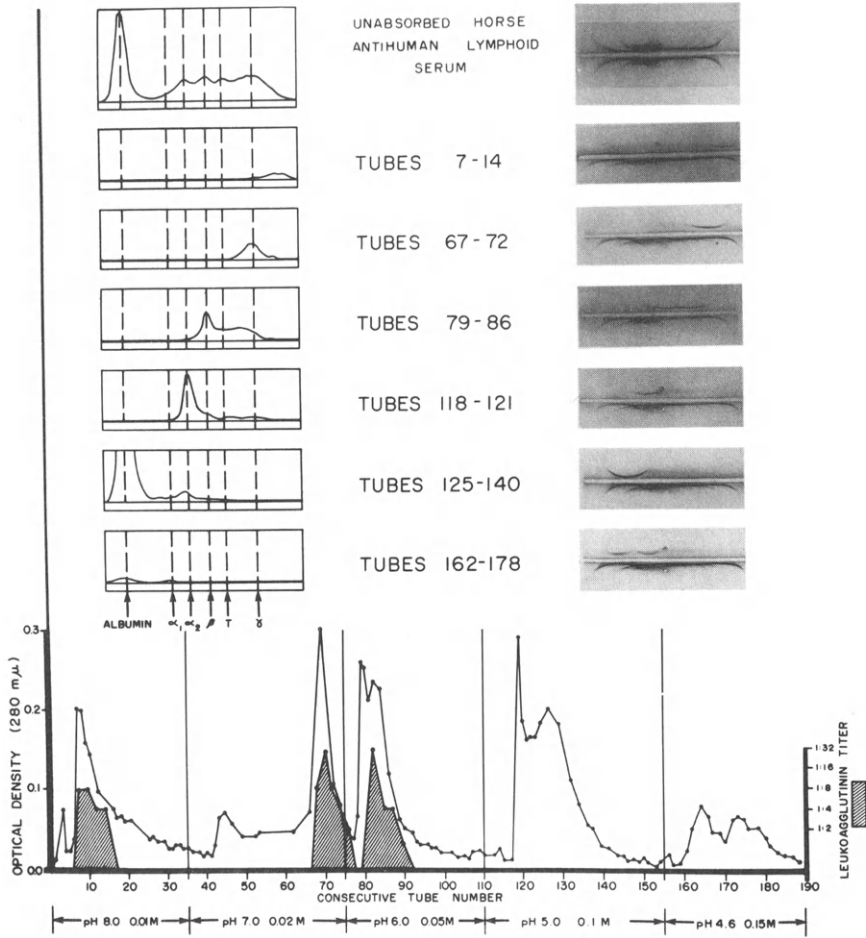 UNABSORBED HORSE
ANTIHUMAN LYMPHOID
SERUM
TUBES 7-14
TUBES 67-72
TUBES 79-86
TUBES 118-121
TUBES 125-140
TUBES 162-178
ALBUMIN α₁ α₂ β T γ
OPTICAL DENSITY (280 mμ)
0.3
0.2
0.1
0.0
LEUKOAGGLUTININ TITER
1:32
1:16
1:8
1:4
1:2
10 20 30 40 50 60 70 80 90 100 110 120 130 140 150 160 170 180 190
CONSECUTIVE TUBE NUMBER
pH 8.0 0.01M pH 7.0 0.02 M pH 6.0 0.05M pH 5.0 0.1 M pH 4.6 0.15M